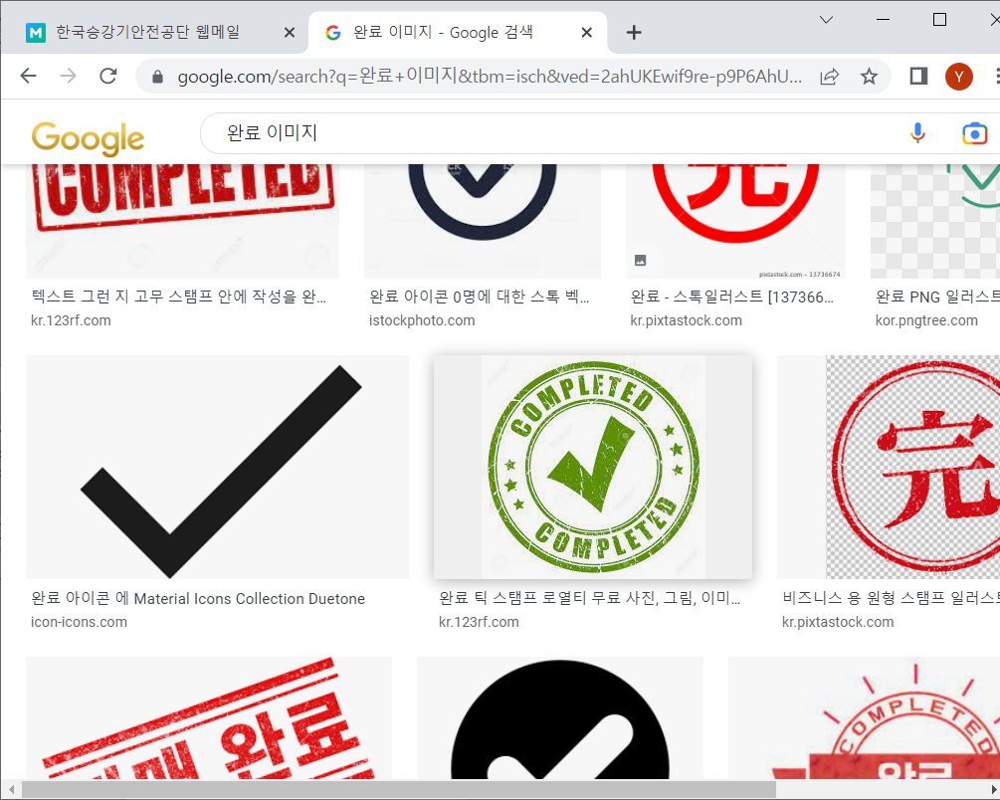 한국승강기안전공단 웹메일
완료 이미지 - Google 검색
google.com/search?q=완료+이미지&tbm=isch&ved=2ahUKEwif9re-p9P6AhU...
Y
Google
완료 이미지
COMPLETED
完
pixtastock.com - 13736674
텍스트 그런 지 고무 스탬프 안에 작성을 완...
kr.123rf.com
완료 아이콘 0명에 대한 스톡 벡...
istockphoto.com
완료 - 스톡일러스트 [137366...
kr.pixtastock.com
완료 PNG 일러스트
kor.pngtree.com
COMPLETED
COMPLETED
完
완료 아이콘 에 Material Icons Collection Duetone
icon-icons.com
완료 틱 스탬프 로열티 무료 사진, 그림, 이미...
kr.123rf.com
비즈니스 용 원형 스탬프 일러스트
kr.pixtastock.com
완료
COMPLETED
완료